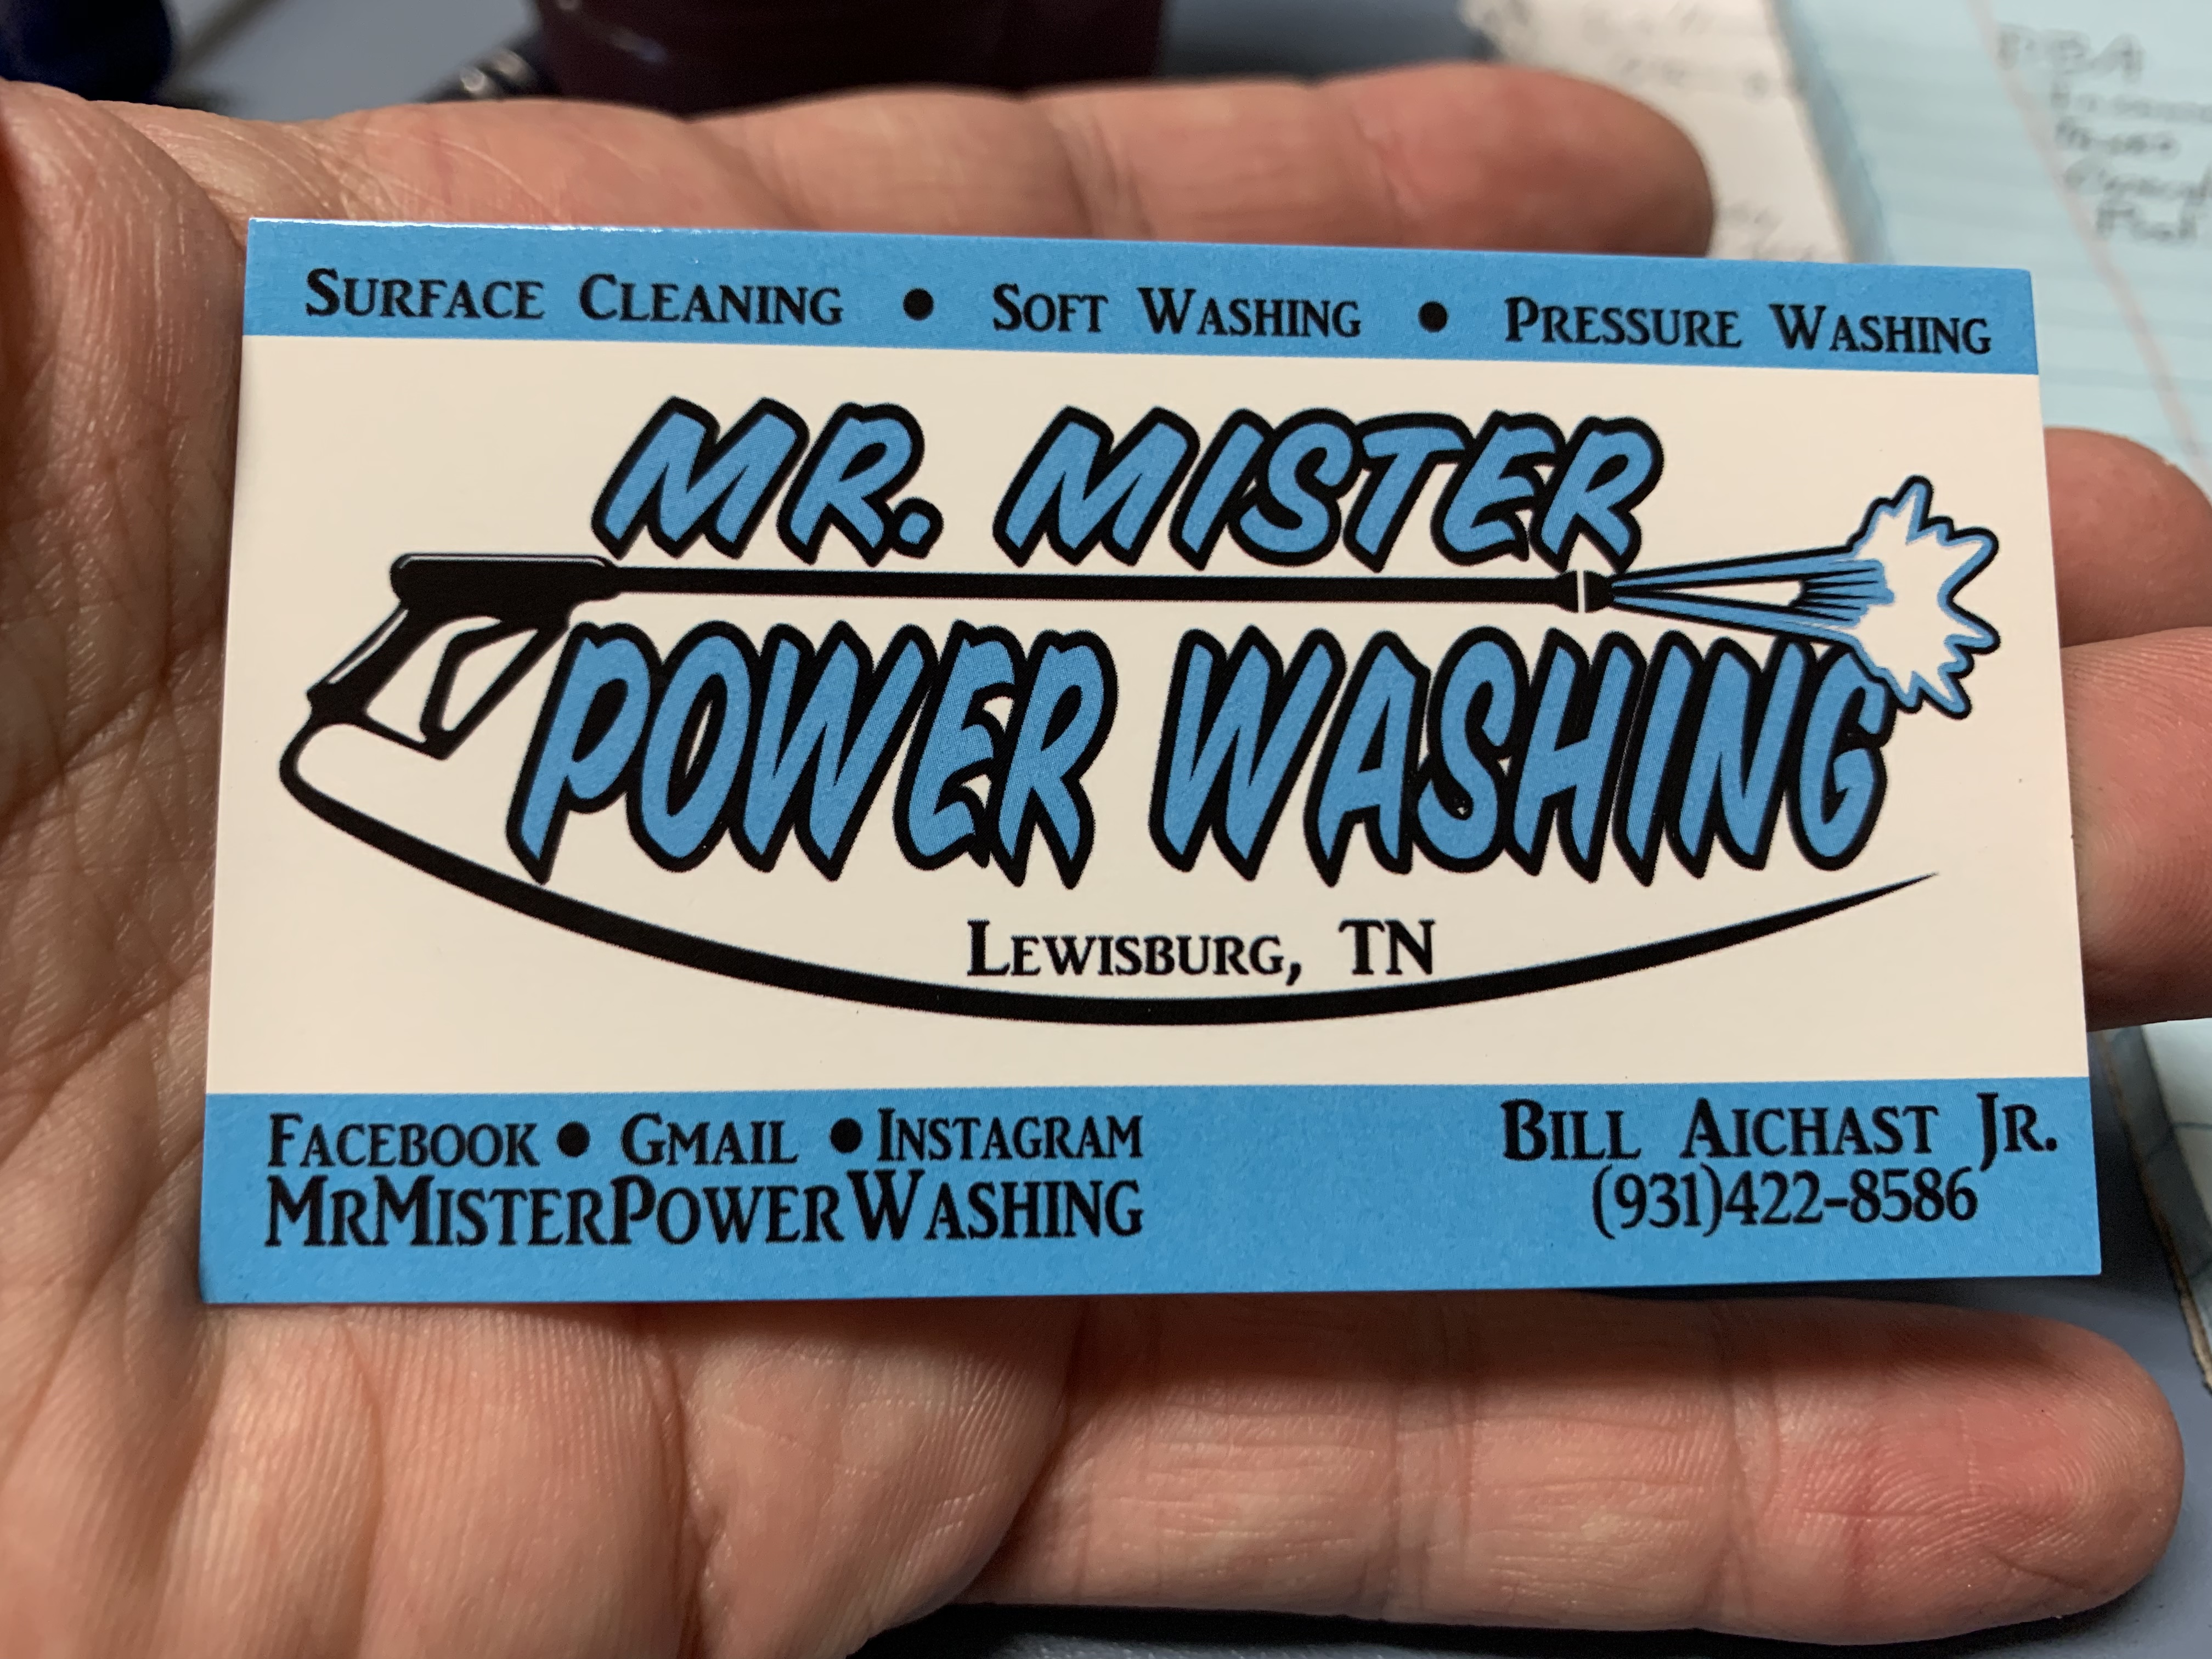 SURFACE CLEANING • SOFT WASHING • PRESSURE WASHING
MR. MISTER
POWER WASHING
LEWISBURG, TN
FACEBOOK • GMAIL • INSTAGRAM
MRMISTERPOWERWASHING
BILL AICHAST JR.
(931)422-8586